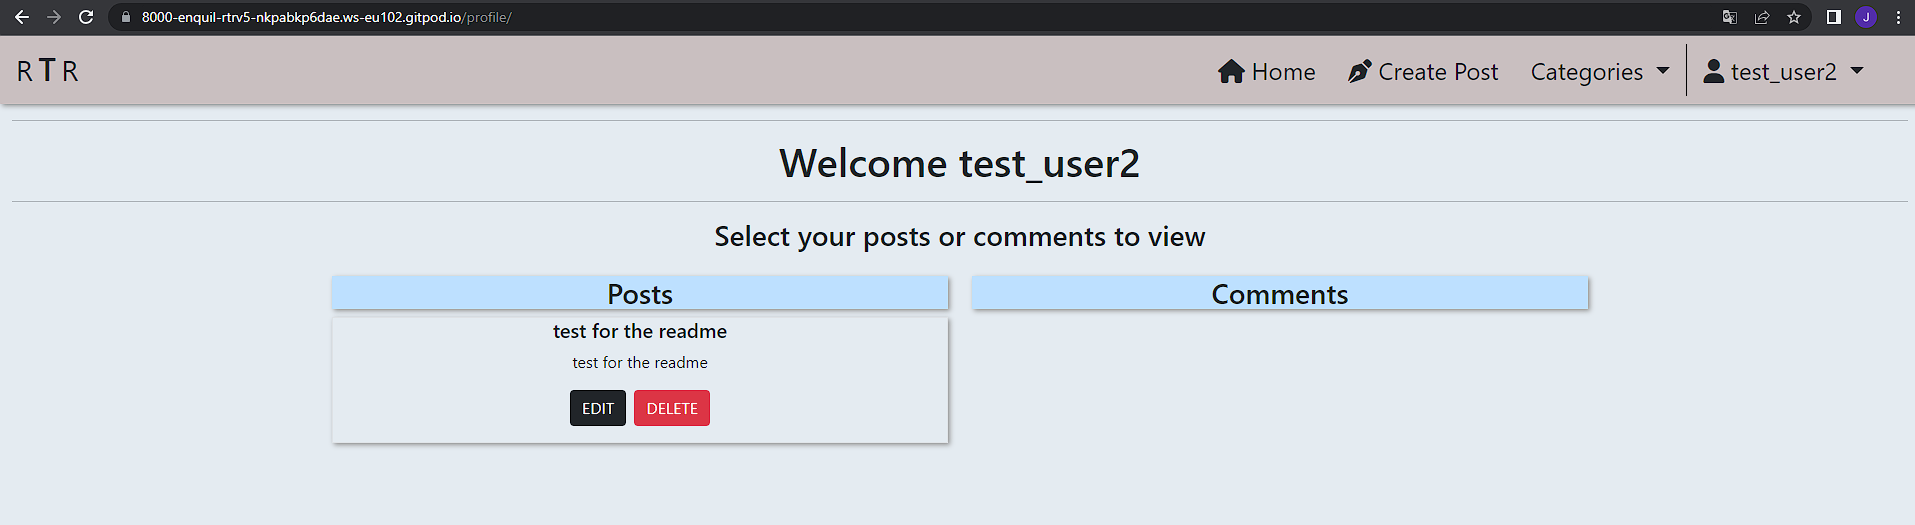 8000-enquil-rtrv5-nkpabkp6dae.ws-eu102.gitpod.io/profile/
J
R T R
Home
Create Post
Categories
test_user2
Welcome test_user2
Select your posts or comments to view
Posts
Comments
test for the readme
test for the readme
EDIT
DELETE